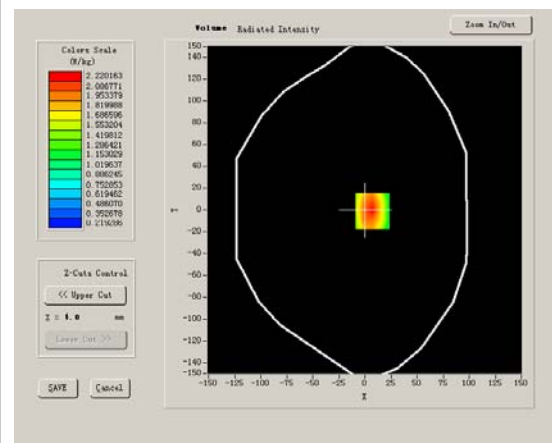 Volume Radiated Intensity
Zoom In/Out
Colors Scale
(W/kg)
2.220163
2.086771
1.953379
1.819988
1.686596
1.553204
1.419812
1.286421
1.153029
1.019637
0.886245
0.752853
0.619462
0.486070
0.352678
0.219286
150
140
120
100
80
60
40
20
0
-20
-40
-60
-80
-100
-120
-140
-150
Y
-150 -125 -100 -75 -50 -25 0 25 50 75 100 125 150
X
Z-Cuts Control
<< Upper Cut
Z = 4.0 mm
Lower Cut >>
SAVE Cancel